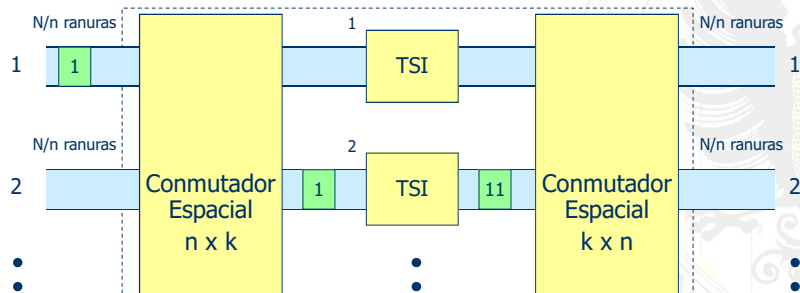 N/n ranuras
1
N/n ranuras
1
1
TSI
1
N/n ranuras
2
N/n ranuras
2
Conmutador
Espacial
n x k
1
TSI
11
Conmutador
Espacial
k x n
2